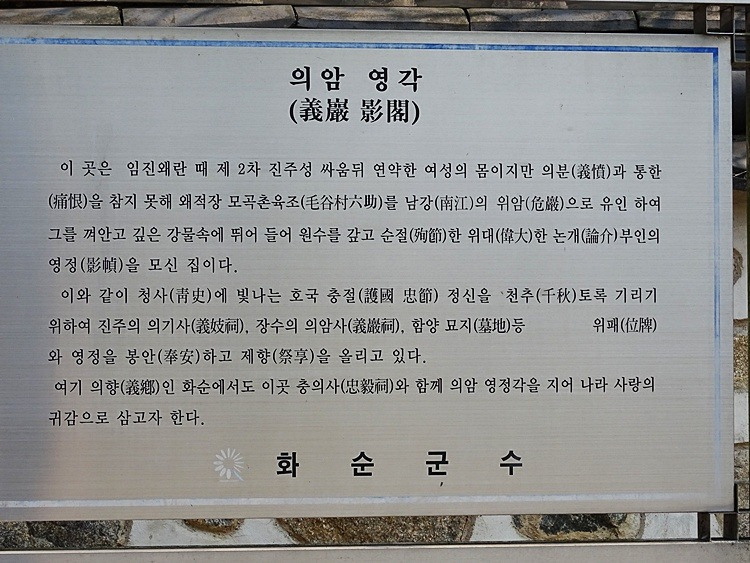 의암 영각
(義巖 影閣)
이 곳은 임진왜란 때 제 2차 진주성 싸움뒤 연약한 여성의 몸이지만 의분(義憤)과 통한
(痛恨)을 참지 못해 왜적장 모곡촌육조(毛谷村六助)를 남강(南江)의 위암(危巖)으로 유인 하여
그를 껴안고 깊은 강물속에 뛰어 들어 원수를 갚고 순절(殉節)한 위대(偉大)한 논개(論介)부인의
영정(影幀)을 모신 집이다.
이와 같이 청사(靑史)에 빛나는 호국 충절(護國 忠節) 정신을 천추(千秋)토록 기리기
위하여 진주의 의기사(義妓祠), 장수의 의암사(義巖祠), 함양 묘지(墓地)등 위패(位牌)
와 영정을 봉안(奉安)하고 제향(祭享)을 올리고 있다.
여기 의향(義鄕)인 화순에서도 이곳 충의사(忠毅祠)와 함께 의암 영정각을 지어 나라 사랑의
귀감으로 삼고자 한다.
화 순 군 수